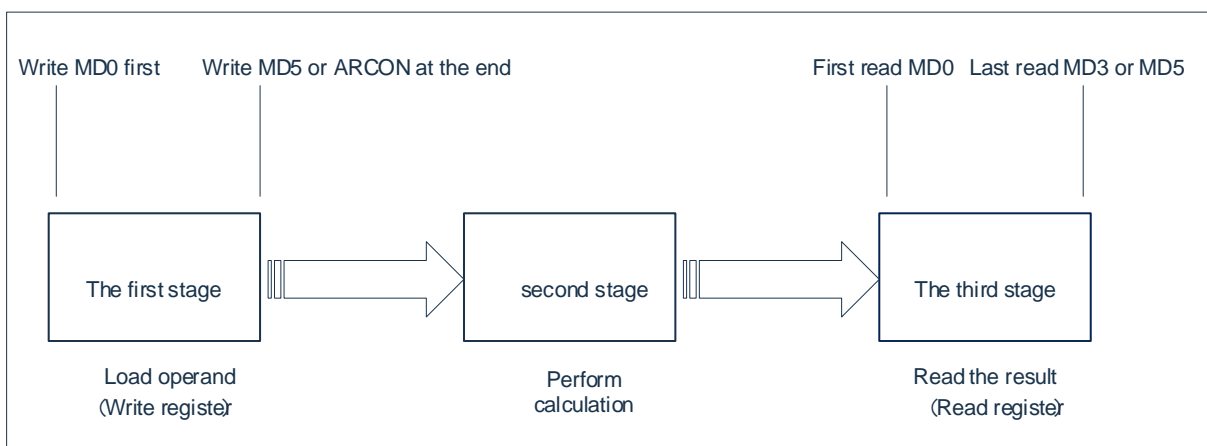 Write MD0 first
Write MD5 or ARCON at the end
First read MD0
Last read MD3 or MD5
The first stage
second stage
The third stage
Load operand
(Write register)
Perform
calculation
Read the result
(Read register)